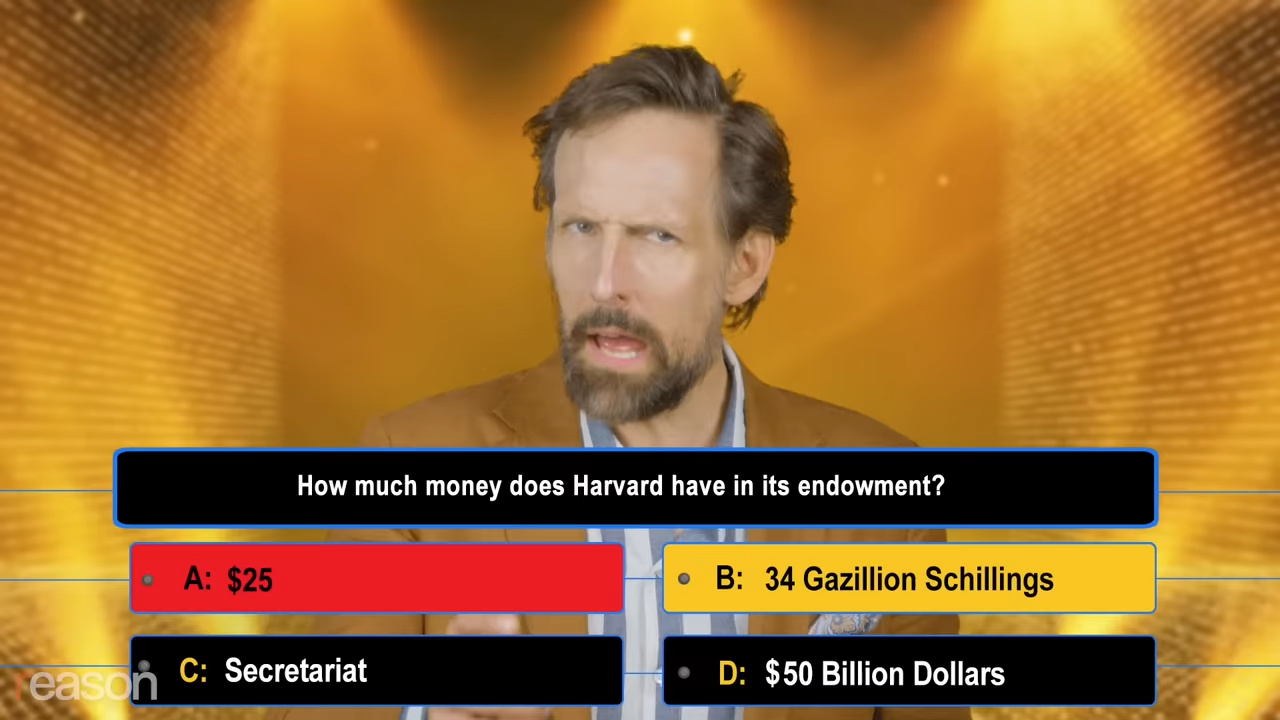 How much money does Harvard have in its endowment?
A: $25
B: 34 Gazillion Schillings
C: Secretariat
D: $50 Billion Dollars
reason